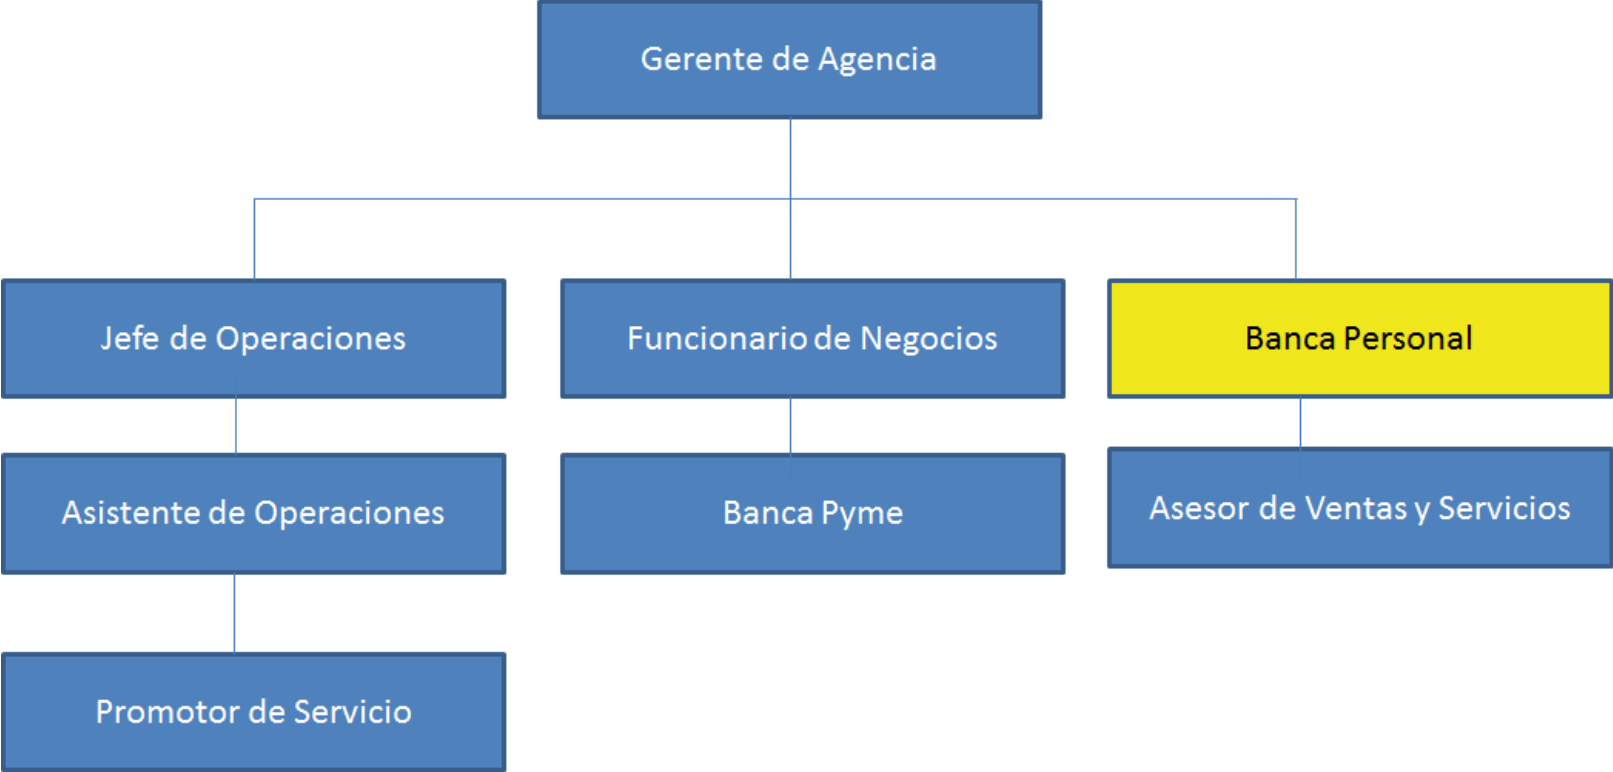 Gerente de Agencia
Jefe de Operaciones
Funcionario de Negocios
Banca Personal
Asistente de Operaciones
Banca Pyme
Asesor de Ventas y Servicios
Promotor de Servicio